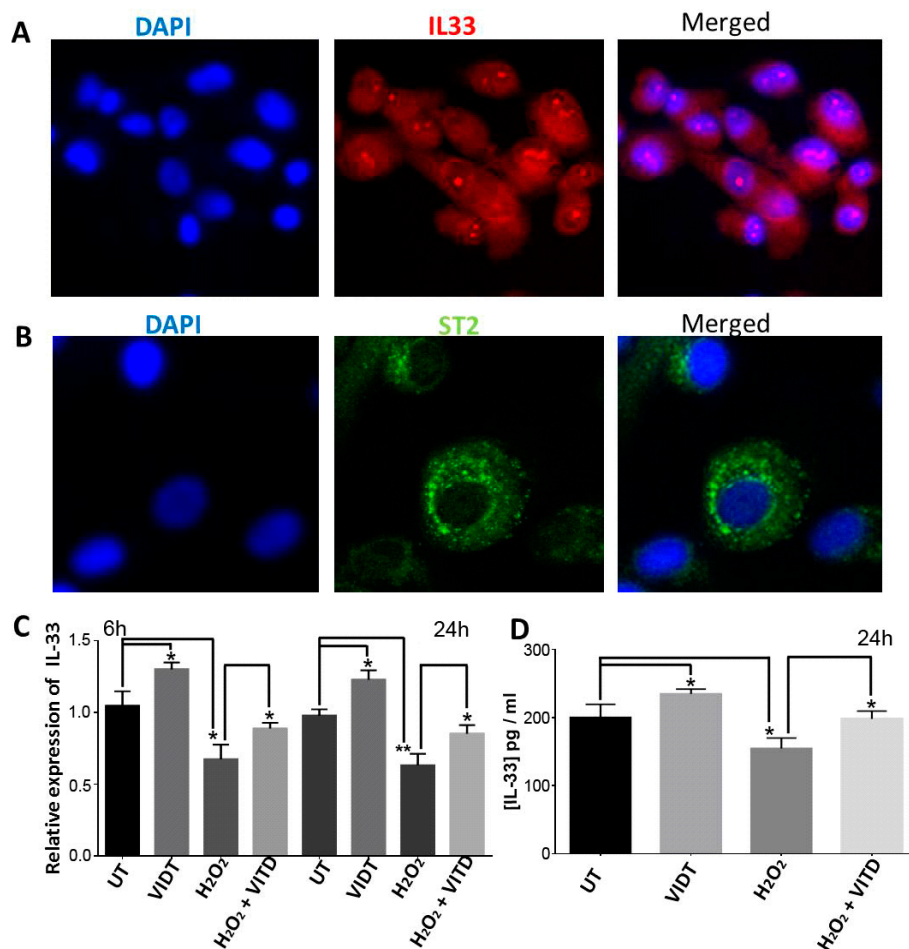 A
DAPI
IL33
Merged
B
DAPI
ST2
Merged
C
6h
24h
Relative expression of IL-33
1.5
1.0
0.5
0.0
*
*
*
*
**
*
UT
VIDT
H₂O₂
H₂O₂ + VITD
UT
VIDT
H₂O₂
H₂O₂ + VITD
D
24h
[IL-33] pg / ml
300
200
100
0
*
*
*
UT
VIDT
H₂O₂
H₂O₂ + VITD